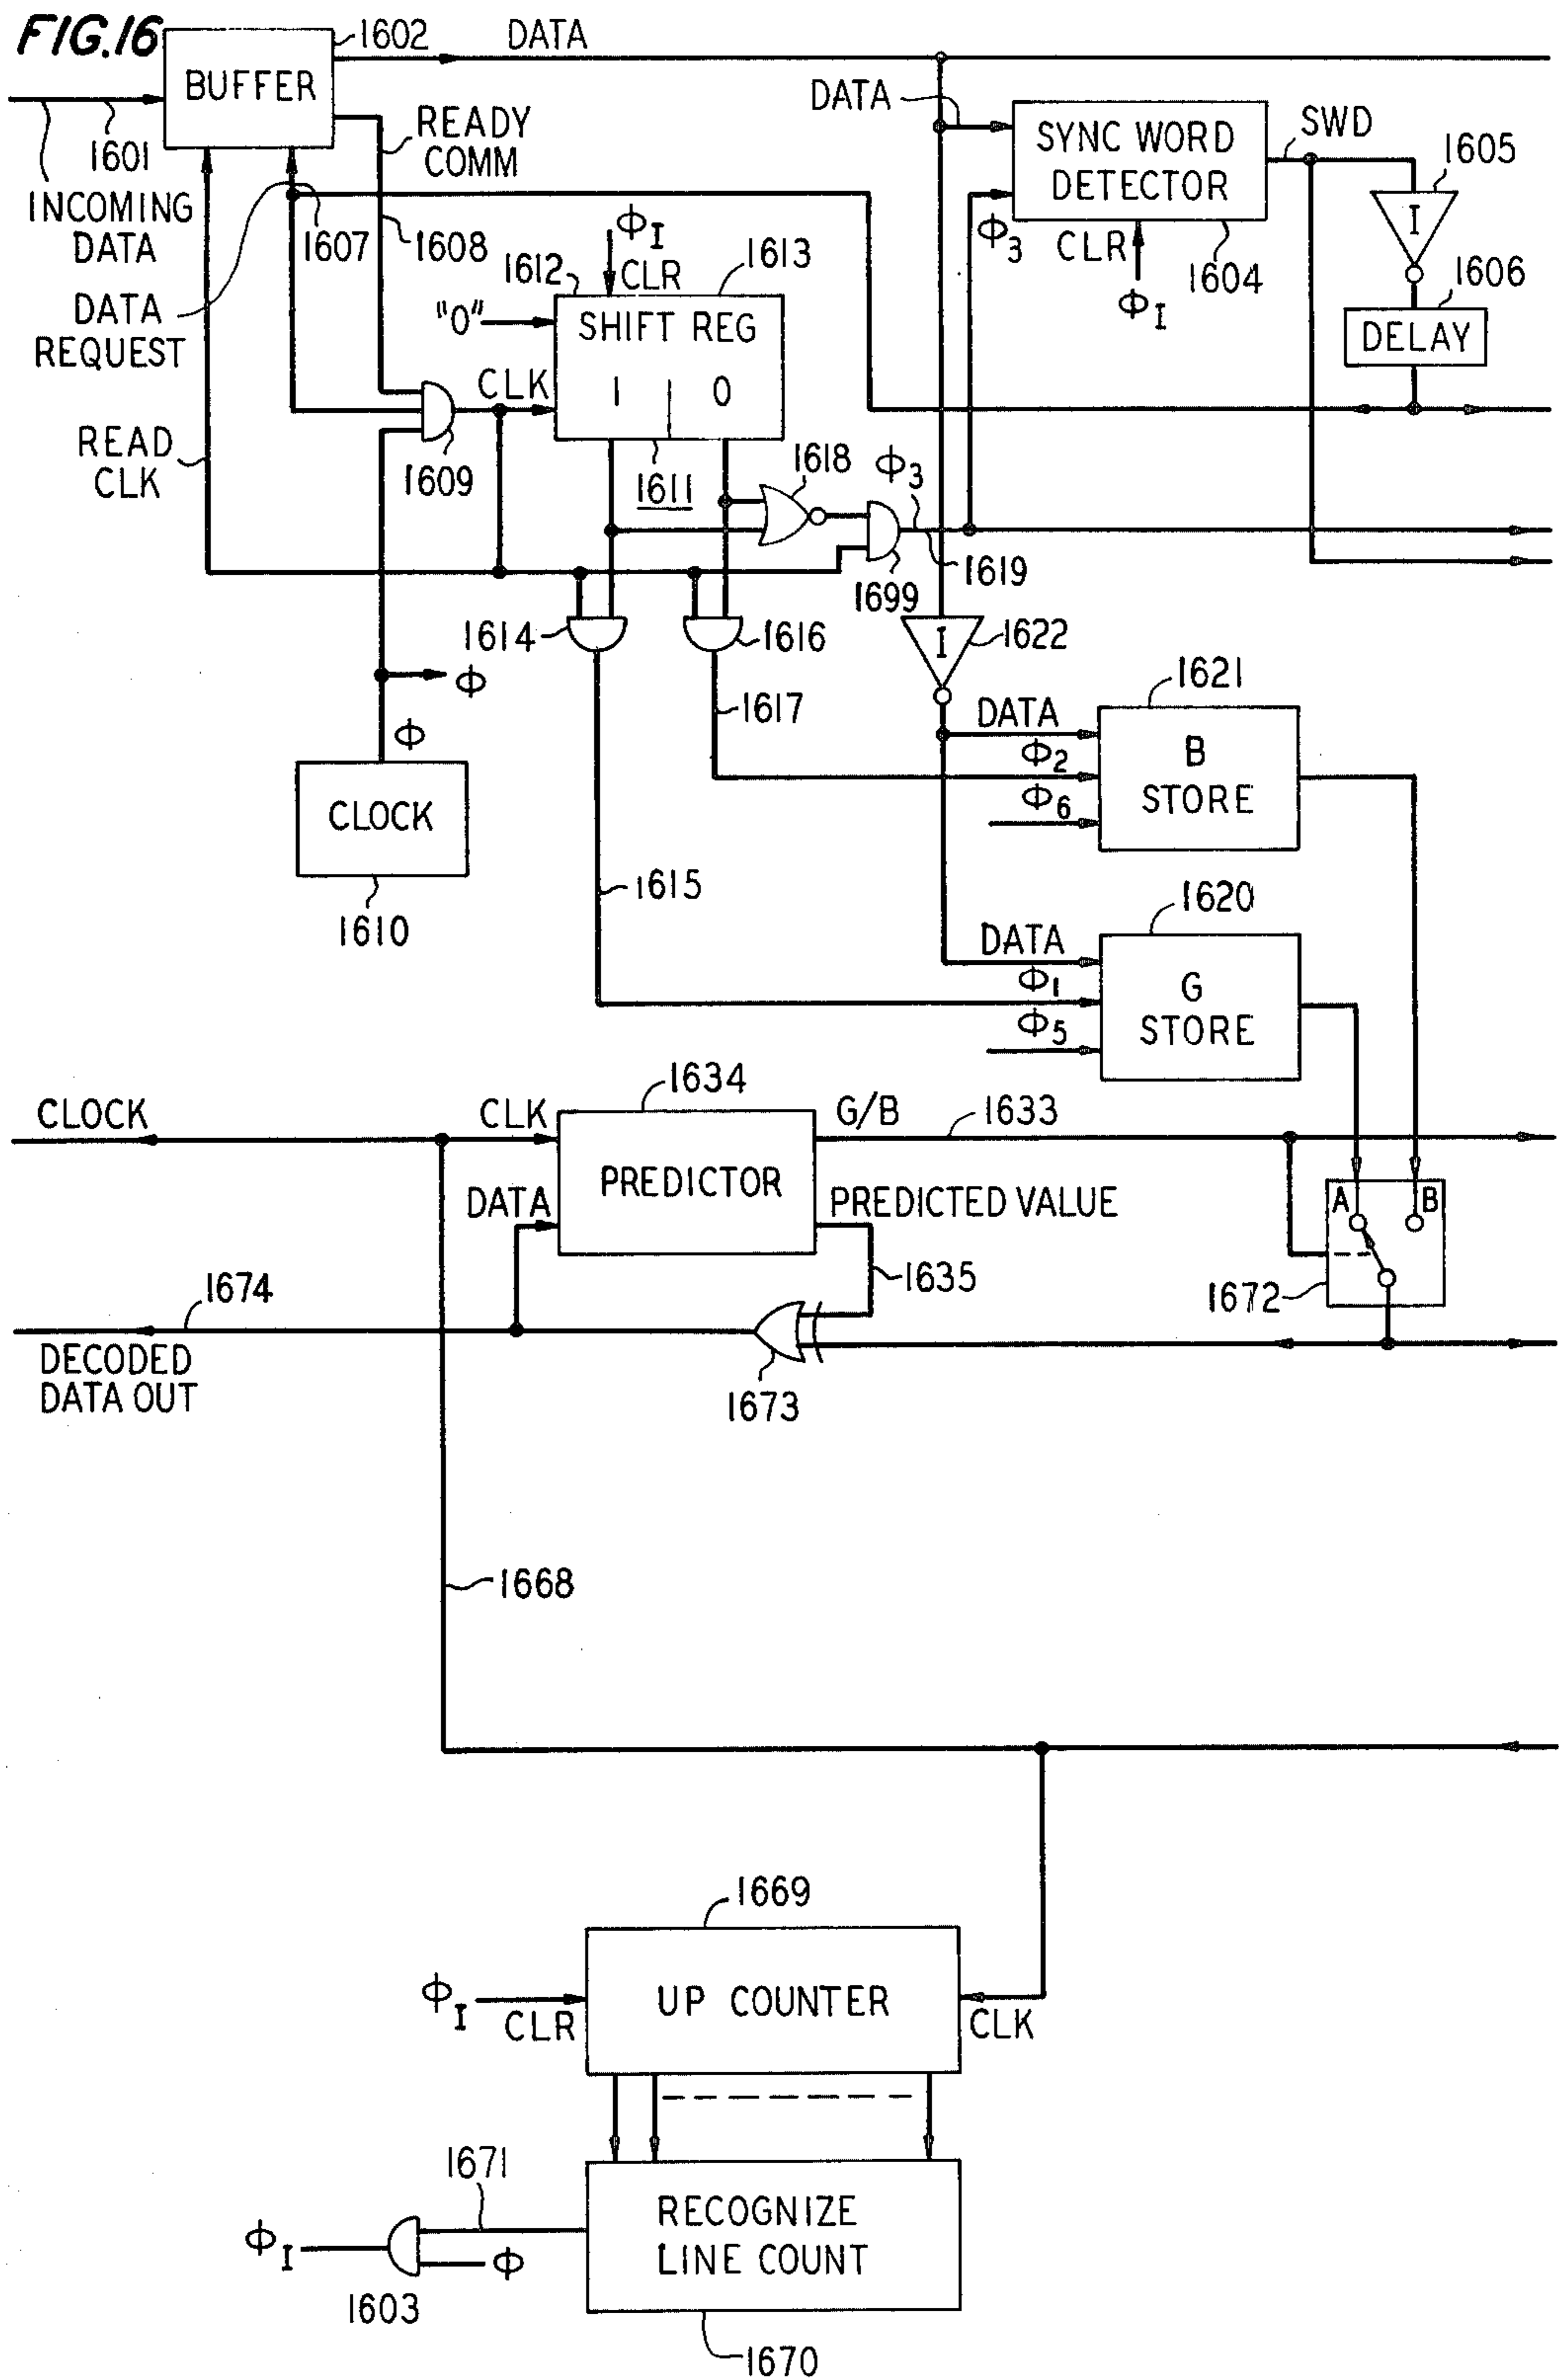 FIG.16
1602
DATA
BUFFER
1601
INCOMING
DATA
READY
COMM
DATA
SYNC WORD
DETECTOR
SWD
1605
I
Φ3
CLR
1604
ΦI
1606
DELAY
1607
1608
DATA
REQUEST
ΦI
CLR
1612
1613
"0"
SHIFT REG
1 0
CLK
1609
1611
READ
CLK
1618
Φ3
1699
1619
1614
1616
1622
I
Φ
1617
1621
DATA
Φ2
Φ6
B
STORE
Φ
CLOCK
1610
1615
1620
DATA
Φ1
Φ5
G
STORE
1634
CLOCK
CLK
G/B
1633
PREDICTOR
DATA
PREDICTED VALUE
A
B
1635
1672
1674
DECODED
DATA OUT
1673
1668
1669
ΦI
CLR
UP COUNTER
CLK
1671
RECOGNIZE
LINE COUNT
ΦI
Φ
1603
1670